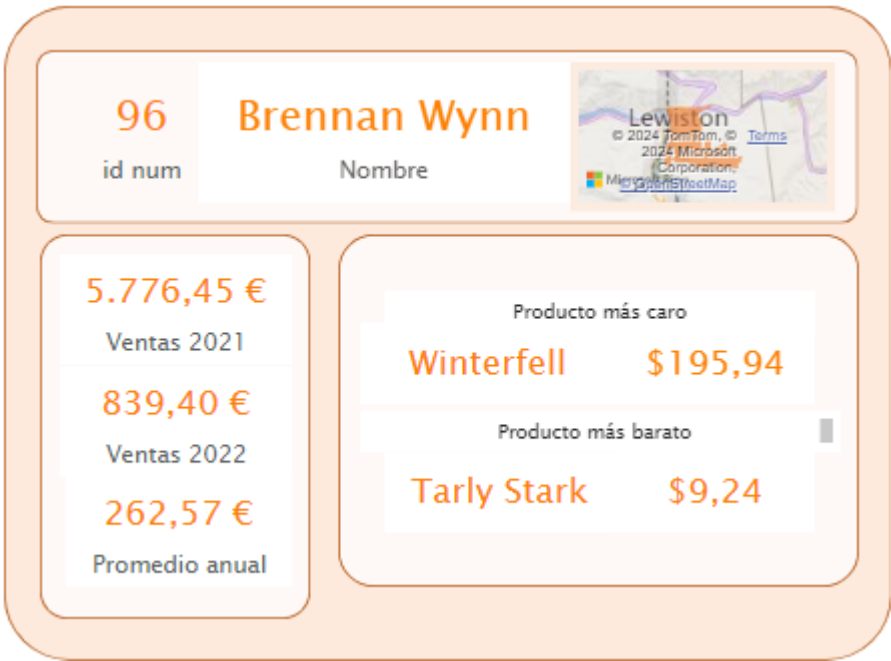 96
id num
Brennan Wynn
Nombre
Lewiston
© 2024 TomTom, ©
2024 Microsoft
Corporation,
© OpenStreetMap
Terms
5.776,45 €
Ventas 2021
839,40 €
Ventas 2022
262,57 €
Promedio anual
Producto más caro
Winterfell $195,94
Producto más barato
Tarly Stark $9,24